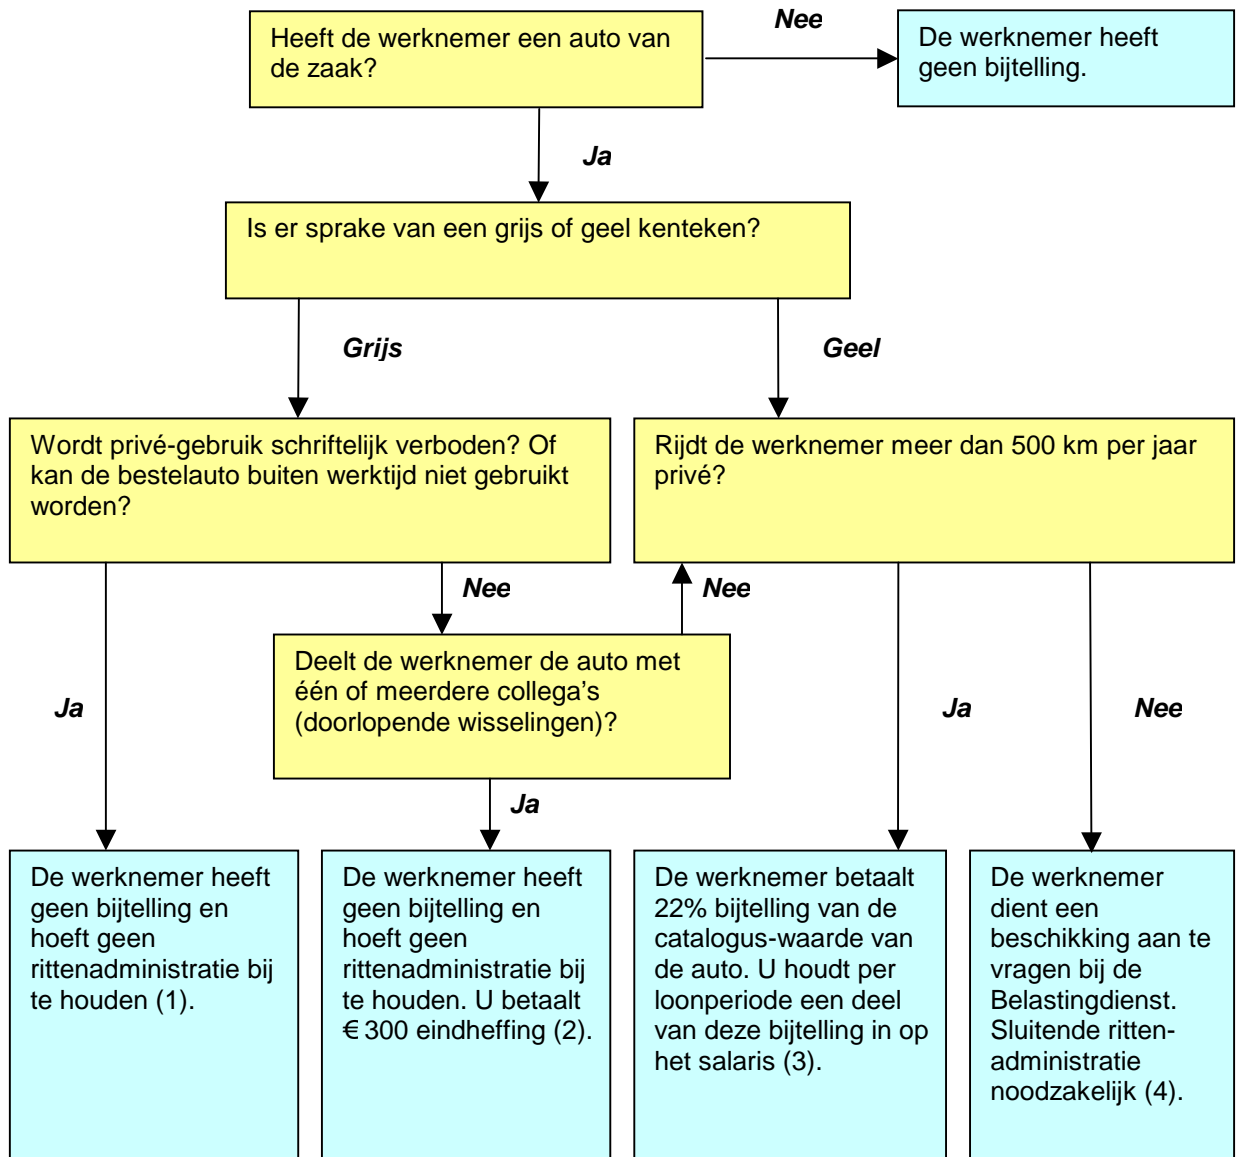 Heeft de werknemer een auto van
de zaak?
Nee
De werknemer heeft
geen bijtelling.
Ja
Is er sprake van een grijs of geel kenteken?
Grijs
Geel
Wordt privé-gebruik schriftelijk verboden? Of
kan de bestelauto buiten werktijd niet gebruikt
worden?
Rijdt de werknemer meer dan 500 km per jaar
privé?
Nee
Nee
Deelt de werknemer de auto met
één of meerdere collega's
(doorlopende wisselingen)?
Ja
Ja
Nee
Ja
De werknemer heeft
geen bijtelling en
hoeft geen
rittenadministratie bij
te houden (1).
De werknemer heeft
geen bijtelling en
hoeft geen
rittenadministratie bij
te houden. U betaalt
€ 300 eindheffing (2).
De werknemer betaalt
22% bijtelling van de
catalogus-waarde van
de auto. U houdt per
loonperiode een deel
van deze bijtelling in op
het salaris (3).
De werknemer
dient een
beschikking aan te
vragen bij de
Belastingdienst.
Sluitende ritten-
administratie
noodzakelijk (4).